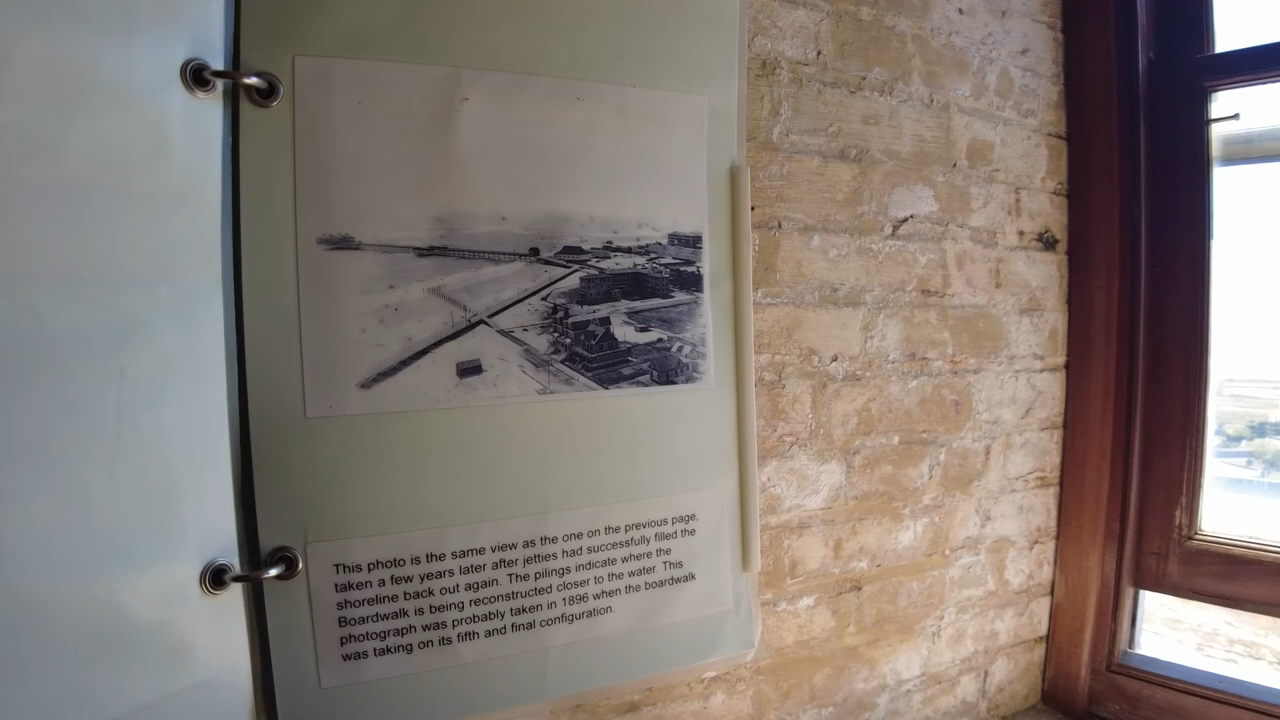 This photo is the same view as the one on the previous page,
taken a few years later after jetties had successfully filled the
shoreline back out again. The pilings indicate where the
Boardwalk is being reconstructed closer to the water. This
photograph was probably taken in 1896 when the boardwalk
was taking on its fifth and final configuration.